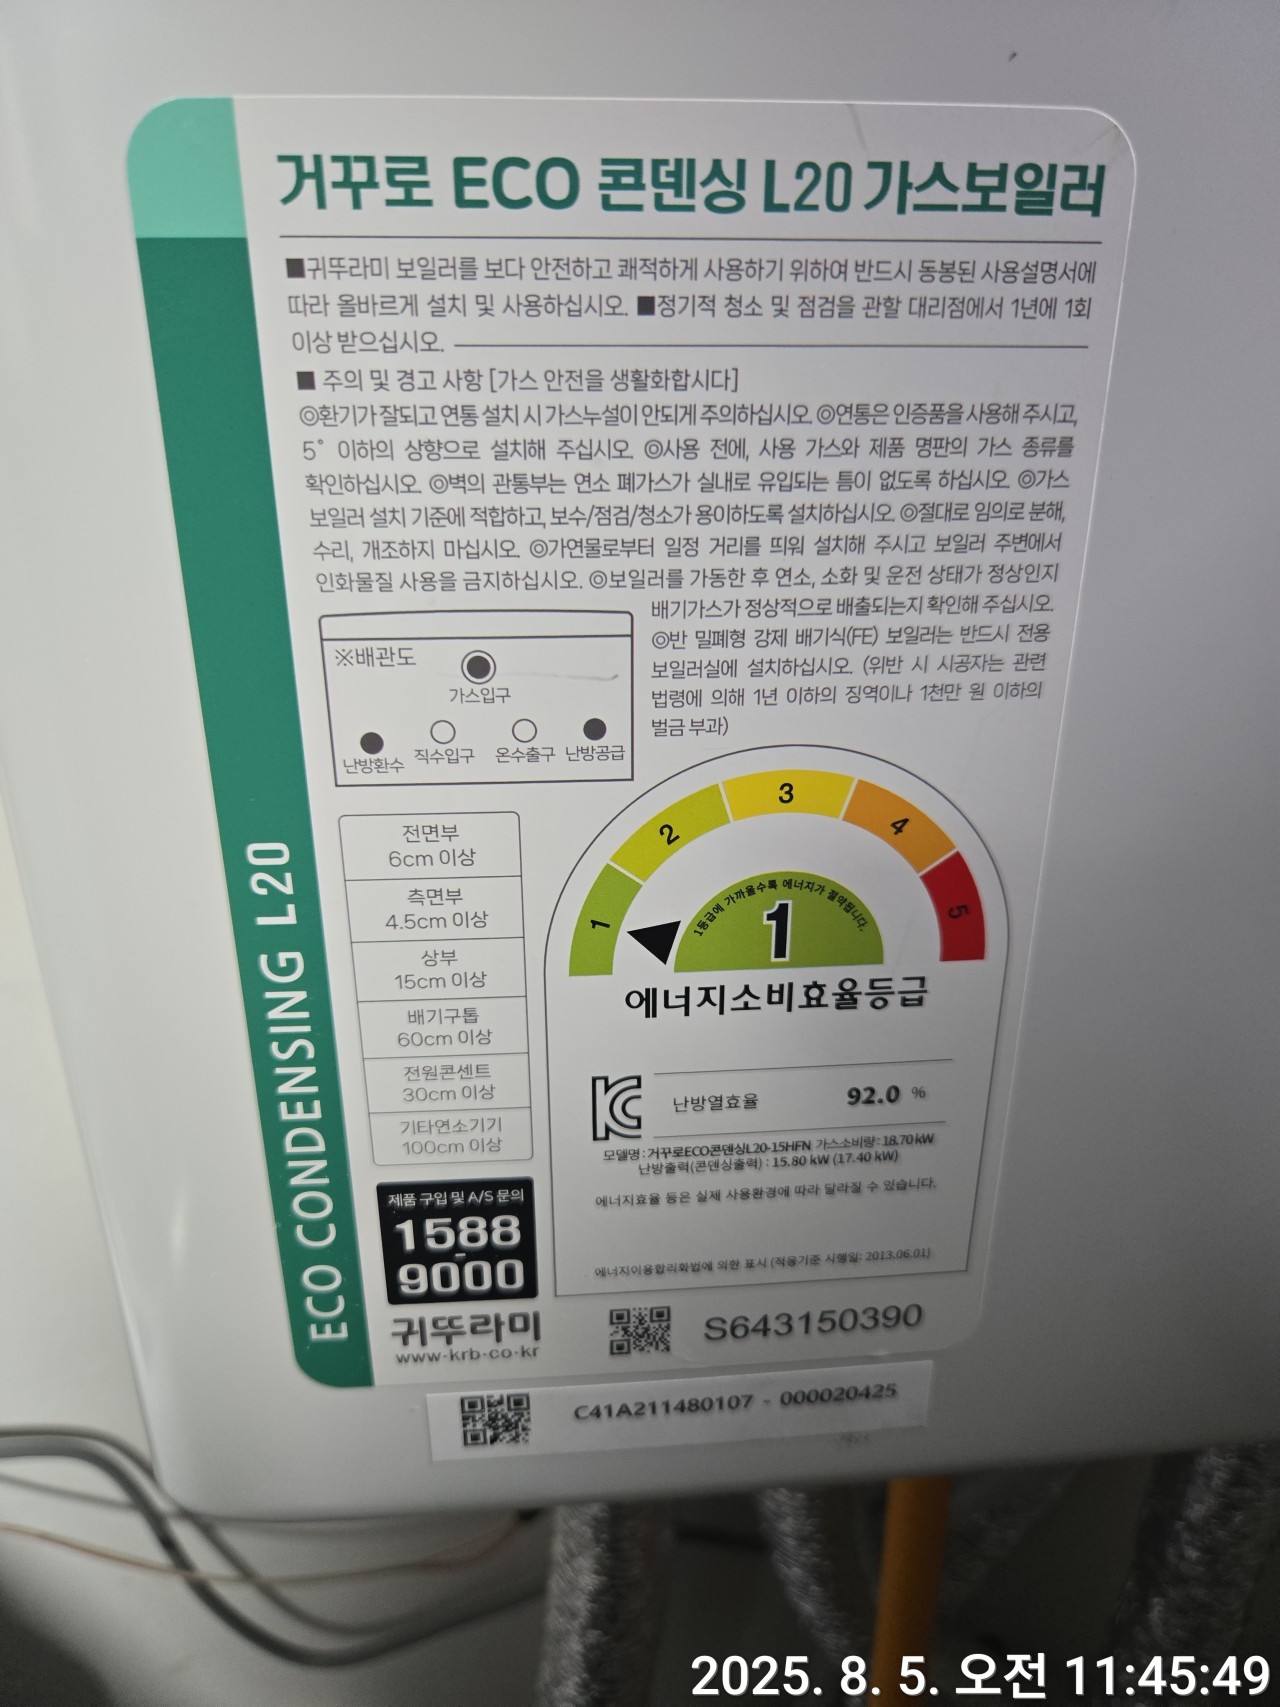 거꾸로 ECO 콘덴싱 L20 가스보일러
■귀뚜라미 보일러를 보다 안전하고 쾌적하게 사용하기 위하여 반드시 동봉된 사용설명서에
따라 올바르게 설치 및 사용하십시오. ■정기적 청소 및 점검을 관할 대리점에서 1년에 1회
이상 받으십시오.
■ 주의 및 경고 사항 [가스 안전을 생활화합시다]
◎환기가 잘되고 연통 설치 시 가스누설이 안되게 주의하십시오. ◎연통은 인증품을 사용해 주시고,
5° 이하의 상향으로 설치해 주십시오. ◎사용 전에, 사용 가스와 제품 명판의 가스 종류를
확인하십시오. ◎벽의 관통부는 연소 폐가스가 실내로 유입되는 틈이 없도록 하십시오. ◎가스
보일러 설치 기준에 적합하고, 보수/점검/청소가 용이하도록 설치하십시오. ◎절대로 임의로 분해,
수리, 개조하지 마십시오. ◎가연물로부터 일정 거리를 띄워 설치해 주시고 보일러 주변에서
인화물질 사용을 금지하십시오. ◎보일러를 가동한 후 연소, 소화 및 운전 상태가 정상인지
배기가스가 정상적으로 배출되는지 확인해 주십시오.
◎반 밀폐형 강제 배기식(FE) 보일러는 반드시 전용
보일러실에 설치하십시오. (위반 시 시공자는 관련
법령에 의해 1년 이하의 징역이나 1천만 원 이하의
벌금 부과)
※배관도
가스입구
난방환수 직수입구 온수출구 난방공급
전면부
6cm 이상
측면부
4.5cm 이상
상부
15cm 이상
배기구톱
60cm 이상
전원콘센트
30cm 이상
기타연소기기
100cm 이상
1 2 3 4 5
1등급에 가까울수록 에너지가 절약됩니다.
1
에너지소비효율등급
난방열효율 92.0 %
모델명 : 거꾸로ECO콘덴싱L20-15HFN 가스소비량 : 18.70 kW
난방출력(콘덴싱출력) : 15.80 kW (17.40 kW)
에너지효율 등은 실제 사용환경에 따라 달라질 수 있습니다.
에너지이용합리화법에 의한 표시 (적용기준 시행일: 2013.06.01)
제품 구입 및 A/S 문의
1588
-
9000
귀뚜라미
www.krb.co.kr
S643150390
C41A211480107 - 000020425
ECO CONDENSING L20
2025. 8. 5. 오전 11:45:49